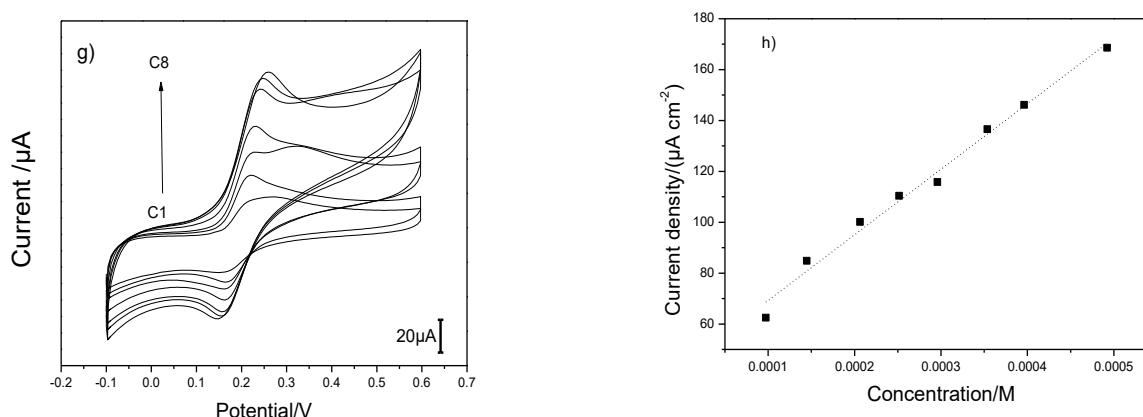 g)
C8
C1
Current /µA
20µA
-0.2 -0.1 0.0 0.1 0.2 0.3 0.4 0.5 0.6 0.7
Potential/V
h)
180
160
140
120
100
80
60
Current density/(µA cm-2)
0.0001 0.0002 0.0003 0.0004 0.0005
Concentration/M